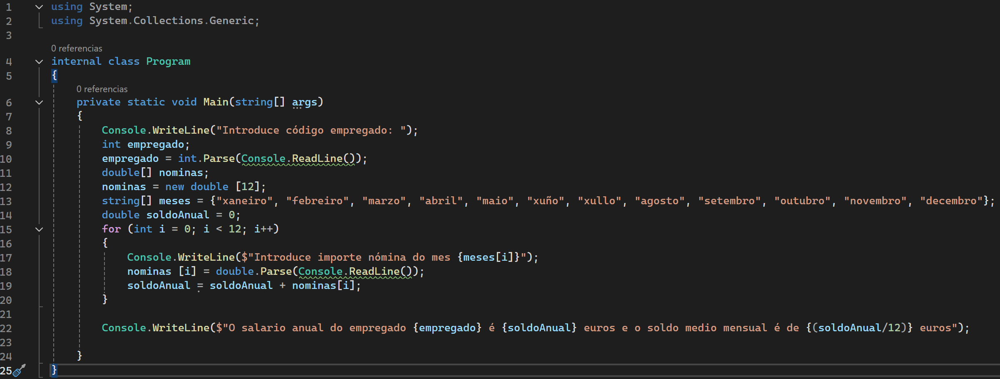 1 using System;
2 using System.Collections.Generic;
3
0 referencias
4 internal class Program
5 {
0 referencias
6 private static void Main(string[] args)
7 {
8 Console.WriteLine("Introduce código empregado: ");
9 int empregado;
10 empregado = int.Parse(Console.ReadLine());
11 double[] nominas;
12 nominas = new double [12];
13 string[] meses = {"xaneiro", "febreiro", "marzo", "abril", "maio", "xuño", "xullo", "agosto", "setembro", "outubro", "novembro", "decembro"};
14 double soldoAnual = 0;
15 for (int i = 0; i < 12; i++)
16 {
17 Console.WriteLine($"Introduce importe nómina do mes {meses[i]}");
18 nominas [i] = double.Parse(Console.ReadLine());
19 soldoAnual = soldoAnual + nominas[i];
20 }
21
22 Console.WriteLine($"O salario anual do empregado {empregado} é {soldoAnual} euros e o soldo medio mensual é de {(soldoAnual/12)} euros");
23
24 }
25 }